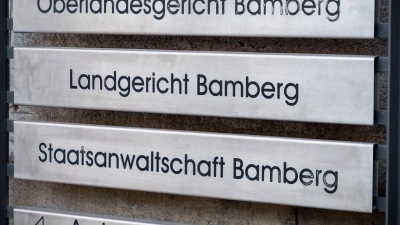 Oberlandesgericht Bamberg
Landgericht Bamberg
Staatsanwaltschaft Bamberg